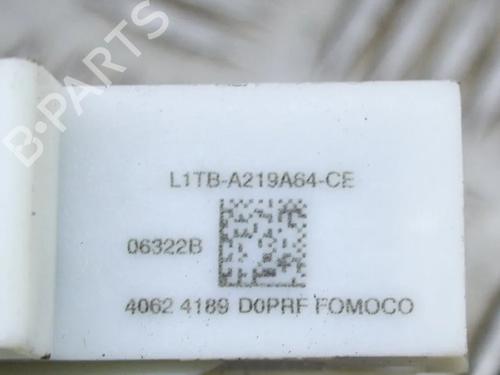 B-PARTS
L1TB-A219A64-CE
06322B
4062 4189 D0PRF FOMOCO